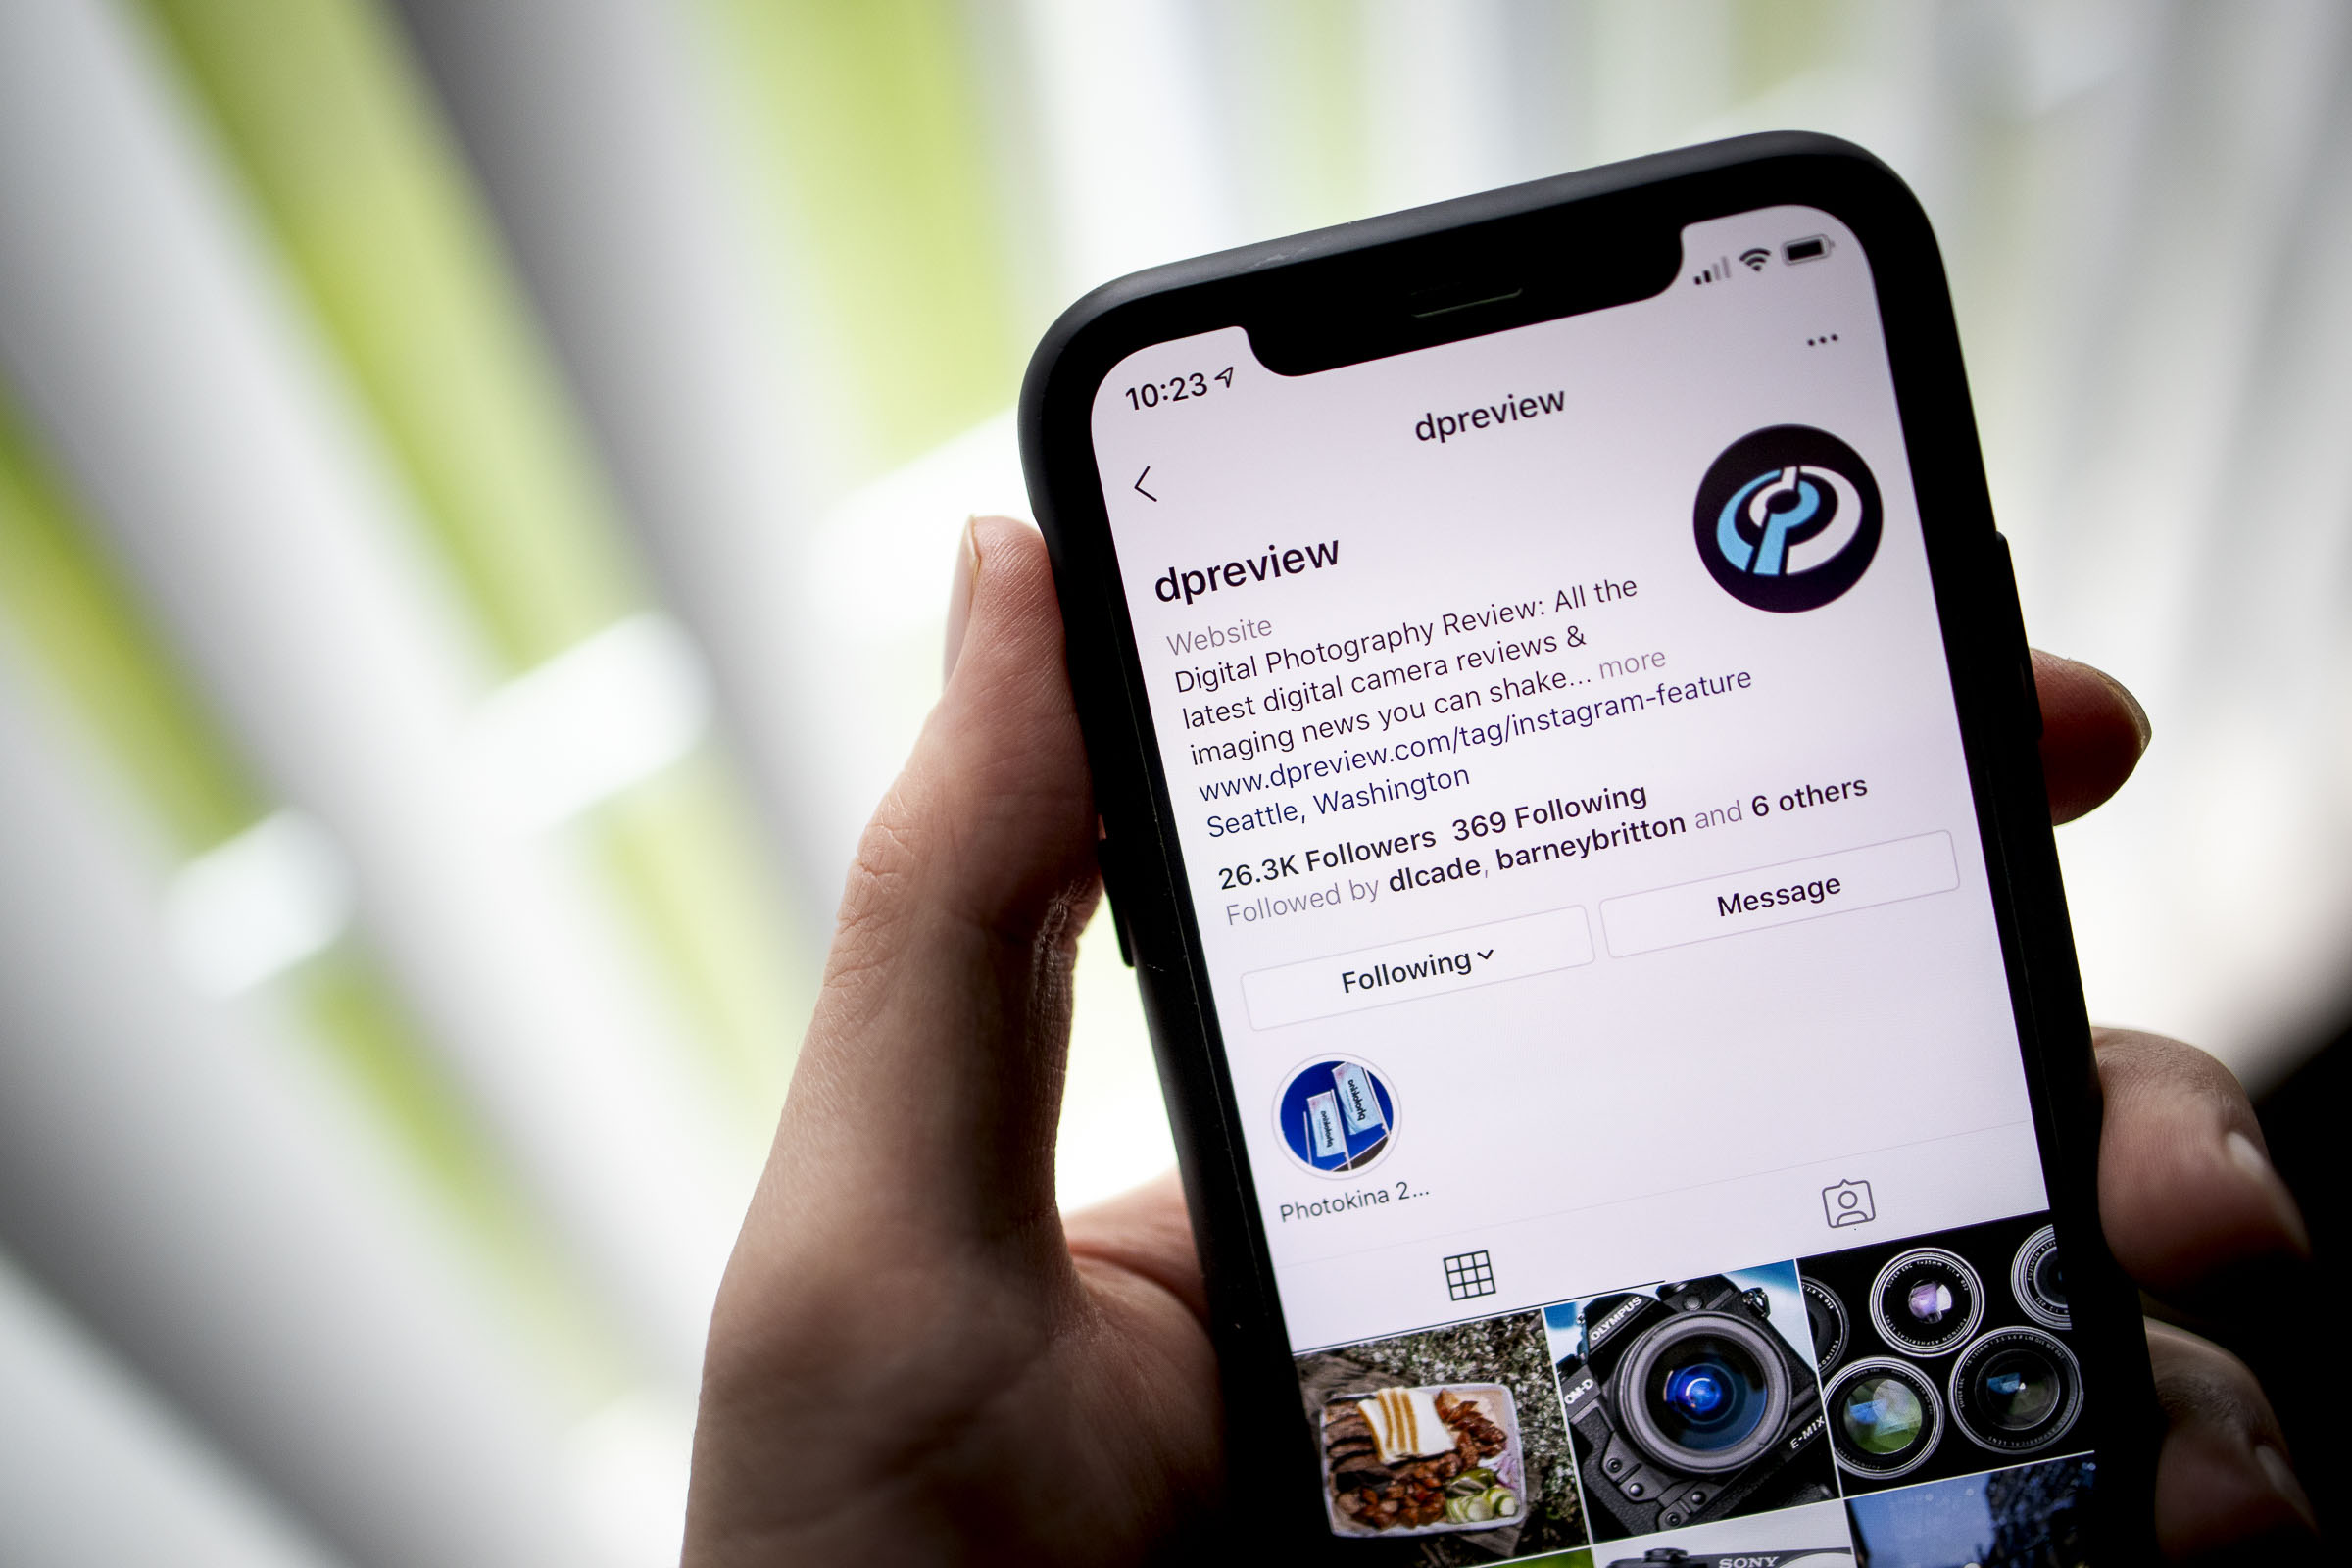 10:23
dpreview
dpreview
Website
Digital Photography Review: All the
latest digital camera reviews &
imaging news you can shake... more
www.dpreview.com/tag/instagram-feature
Seattle, Washington
26.3K Followers 369 Following
Followed by dlcade, barneybritton and 6 others
Following
Message
photokina
photokina
Photokina 2...
OLYMPUS
OM-D
E-M1X
SONY